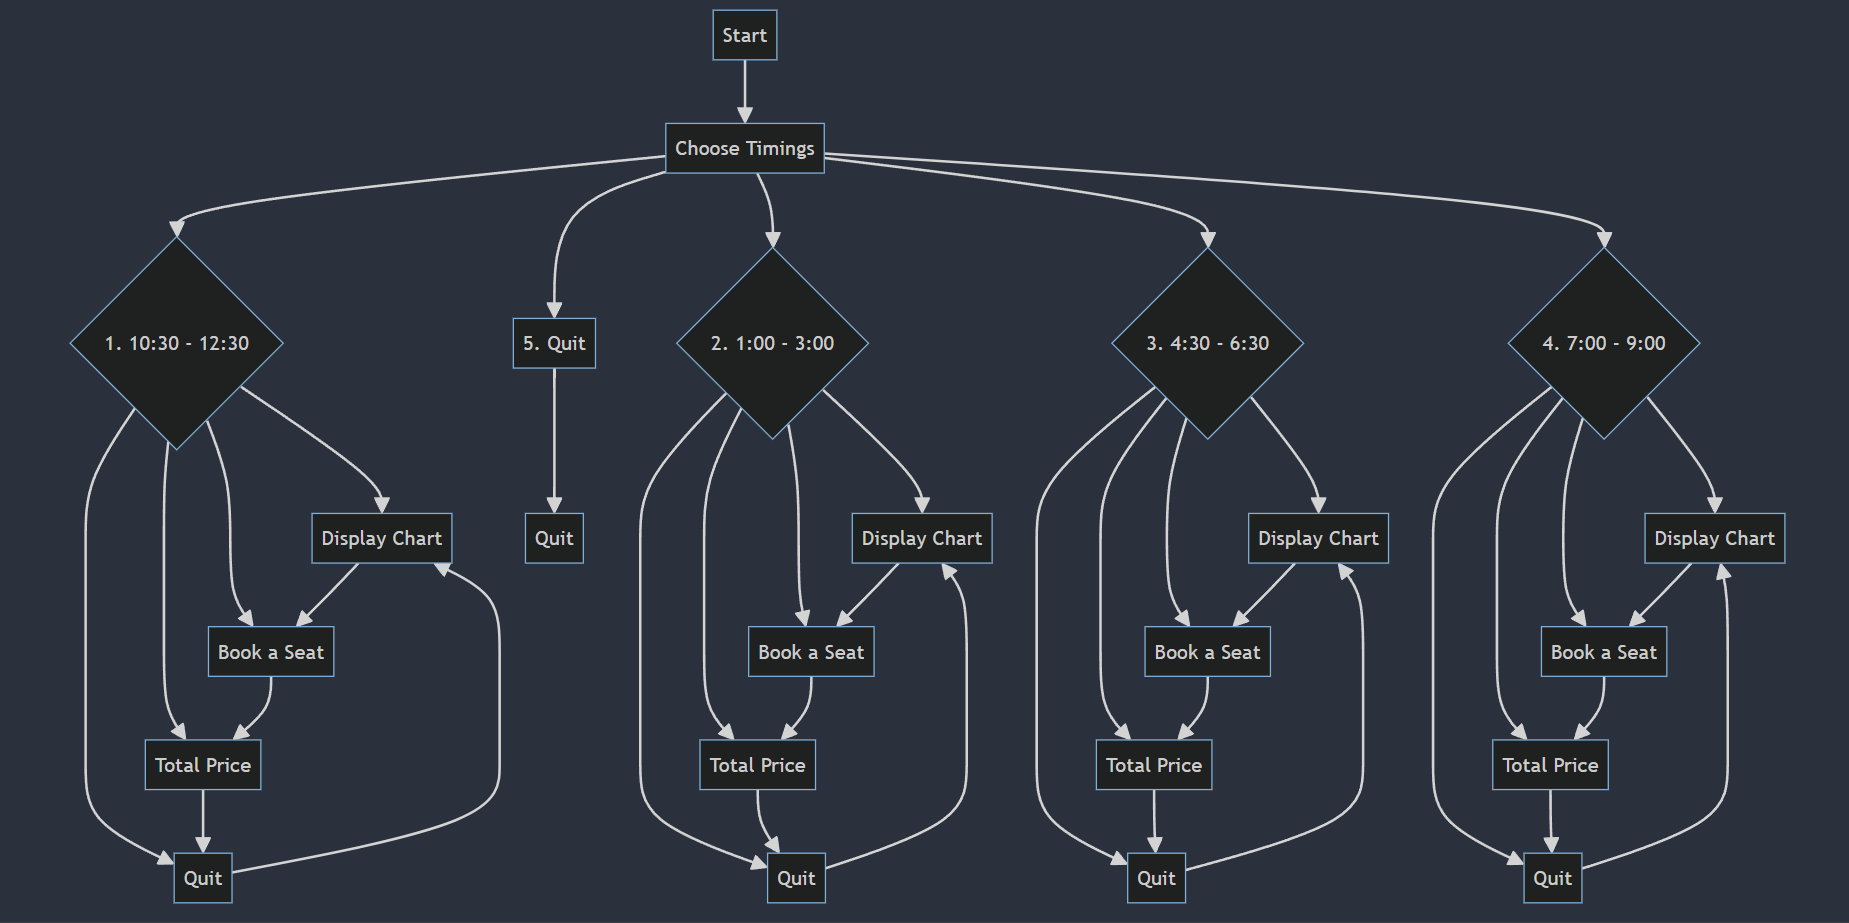 Start
Choose Timings
1. 10:30 - 12:30
5. Quit
2. 1:00 - 3:00
3. 4:30 - 6:30
4. 7:00 - 9:00
Display Chart
Quit
Display Chart
Display Chart
Display Chart
Book a Seat
Book a Seat
Book a Seat
Book a Seat
Total Price
Total Price
Total Price
Total Price
Quit
Quit
Quit
Quit